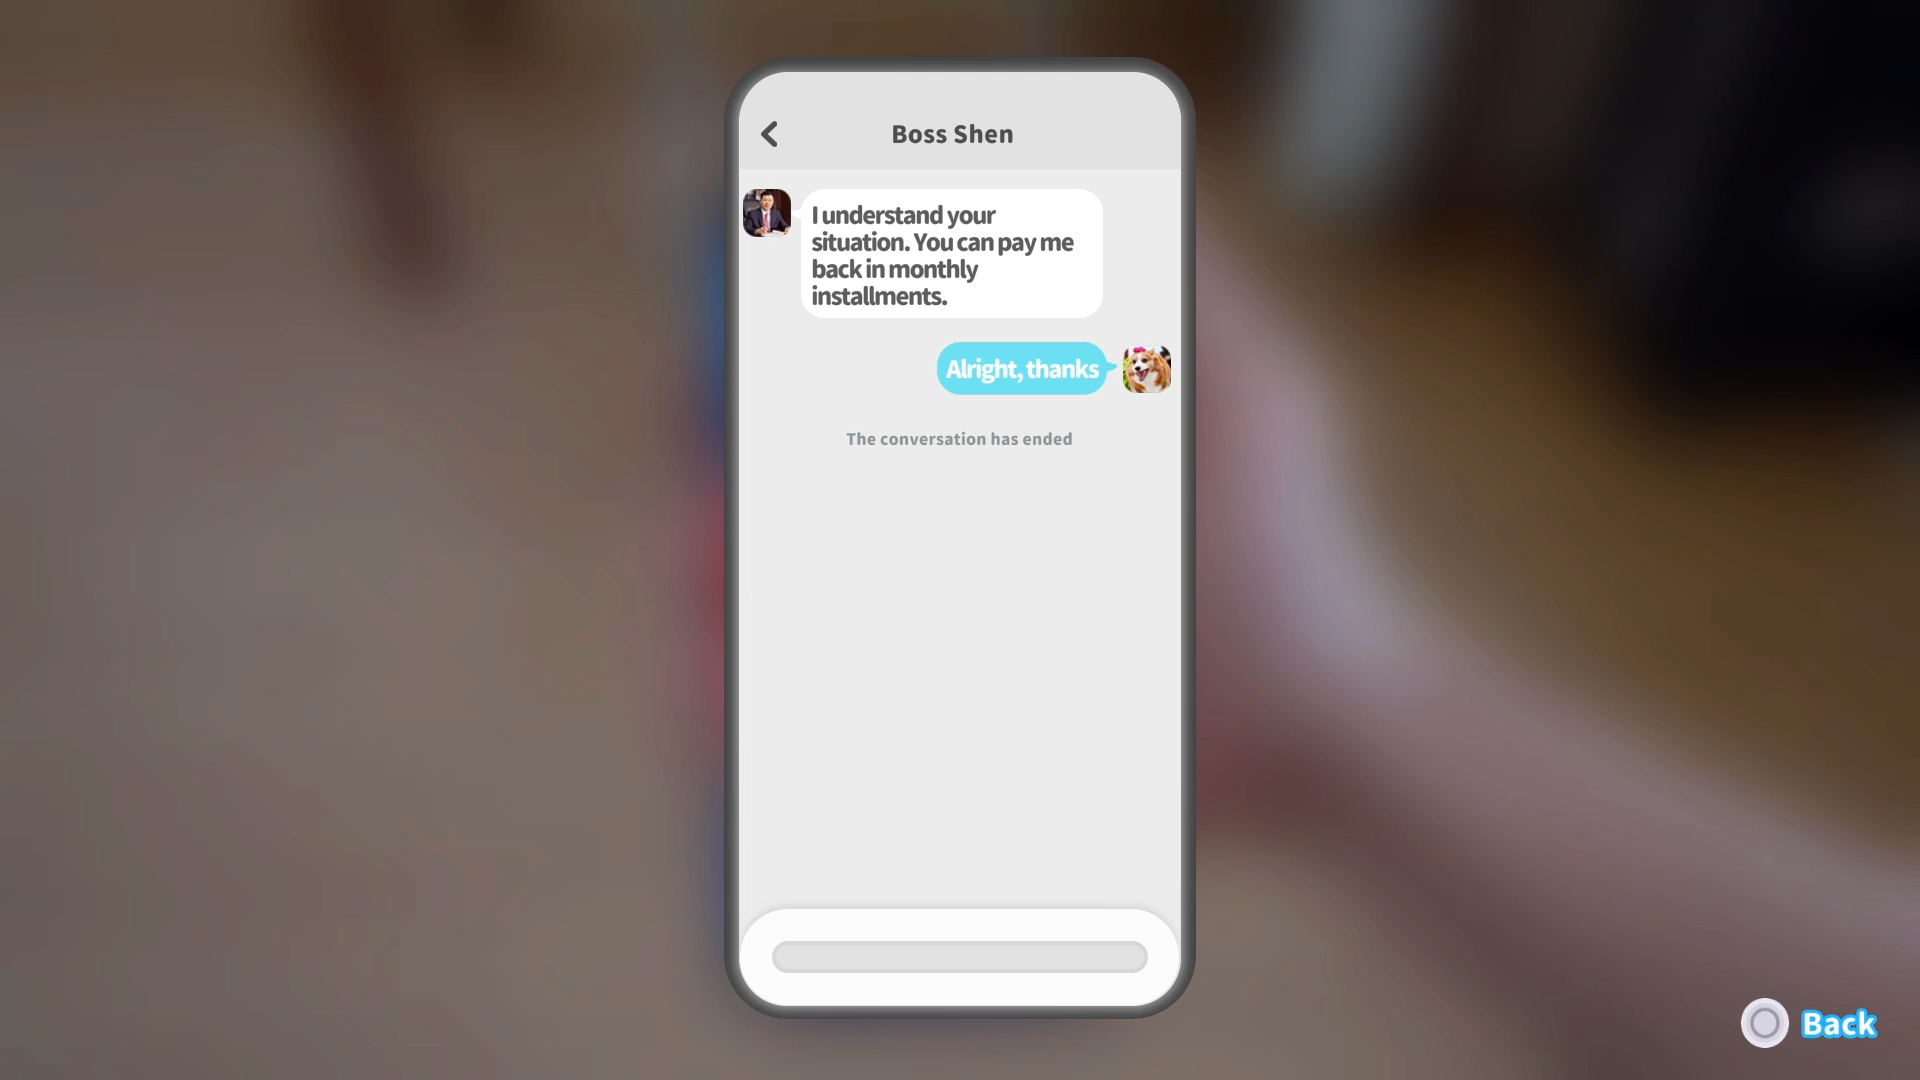 Boss Shen
I understand your
situation. You can pay me
back in monthly
installments.
Alright, thanks
The conversation has ended
Back